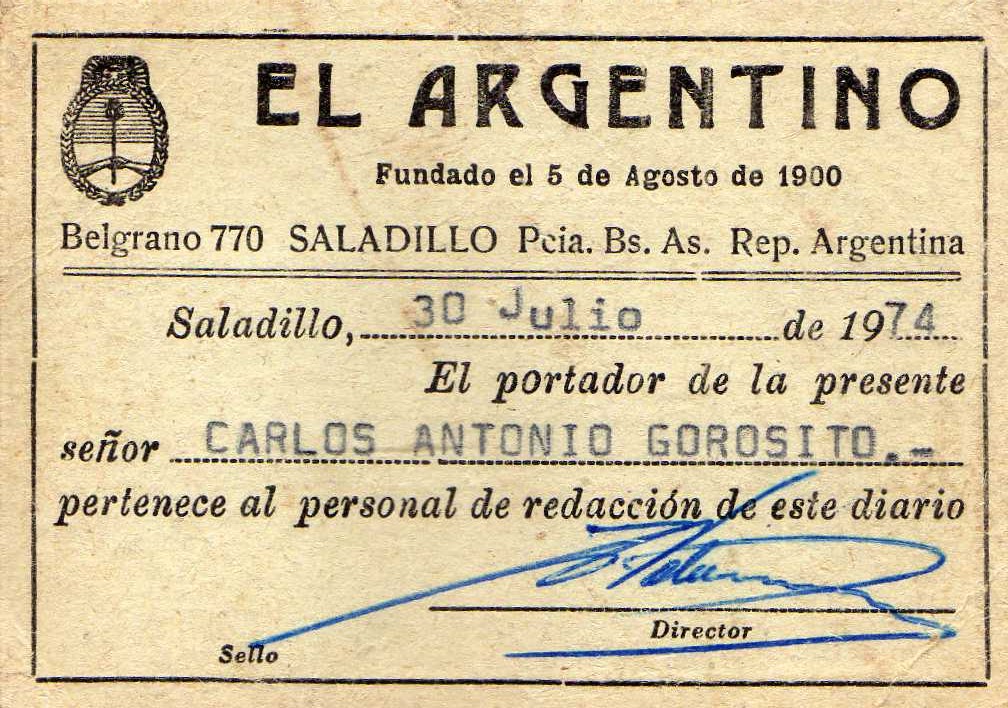 EL ARGENTINO
Fundado el 5 de Agosto de 1900
Belgrano 770 SALADILLO Pcia. Bs. As. Rep. Argentina
Saladillo, 30 Julio de 1974
El portador de la presente
señor CARLOS ANTONIO GOROSITO.-
pertenece al personal de redacción de este diario
Director
Sello